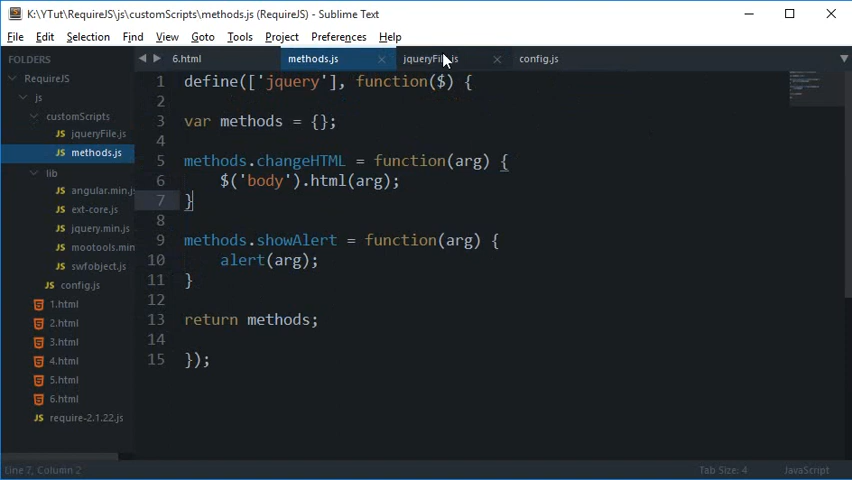 K:\YTut\RequireJS\js\customScripts\methods.js (RequireJS) - Sublime Text
File Edit Selection Find View Goto Tools Project Preferences Help
FOLDERS
RequireJS
js
customScripts
jqueryFile.js
methods.js
lib
angular.min.js
ext-core.js
jquery.min.js
mootools.min
swfobject.js
config.js
1.html
2.html
3.html
4.html
5.html
6.html
require-2.1.22.js
6.html methods.js jqueryFile.js config.js
1 define(['jquery'], function($) {
2
3 var methods = {};
4
5 methods.changeHTML = function(arg) {
6 $('body').html(arg);
7 }
8
9 methods.showAlert = function(arg) {
10 alert(arg);
11 }
12
13 return methods;
14
15 });
Line 7, Column 2 Tab Size: 4 JavaScript